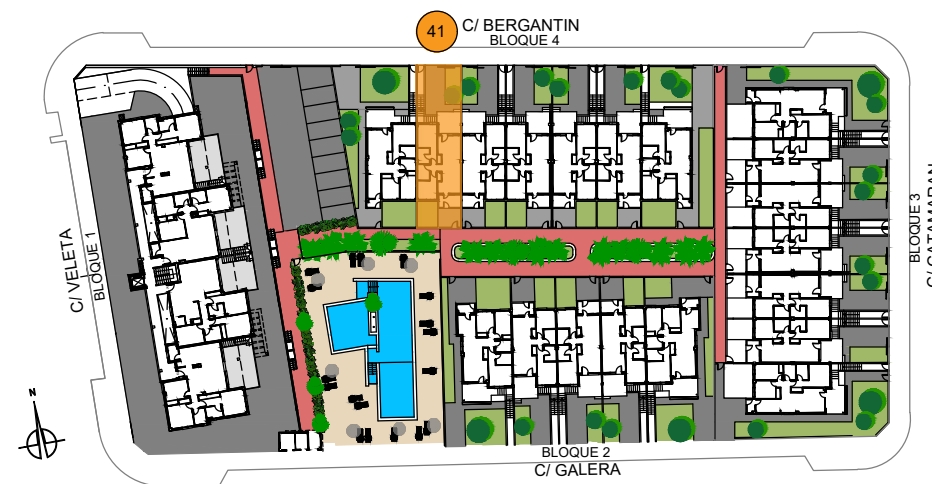 41
C/ BERGANTIN
BLOQUE 4
C/ VELETA
BLOQUE 1
BLOQUE 3
C/ CATAMARAN
N
BLOQUE 2
C/ GALERA